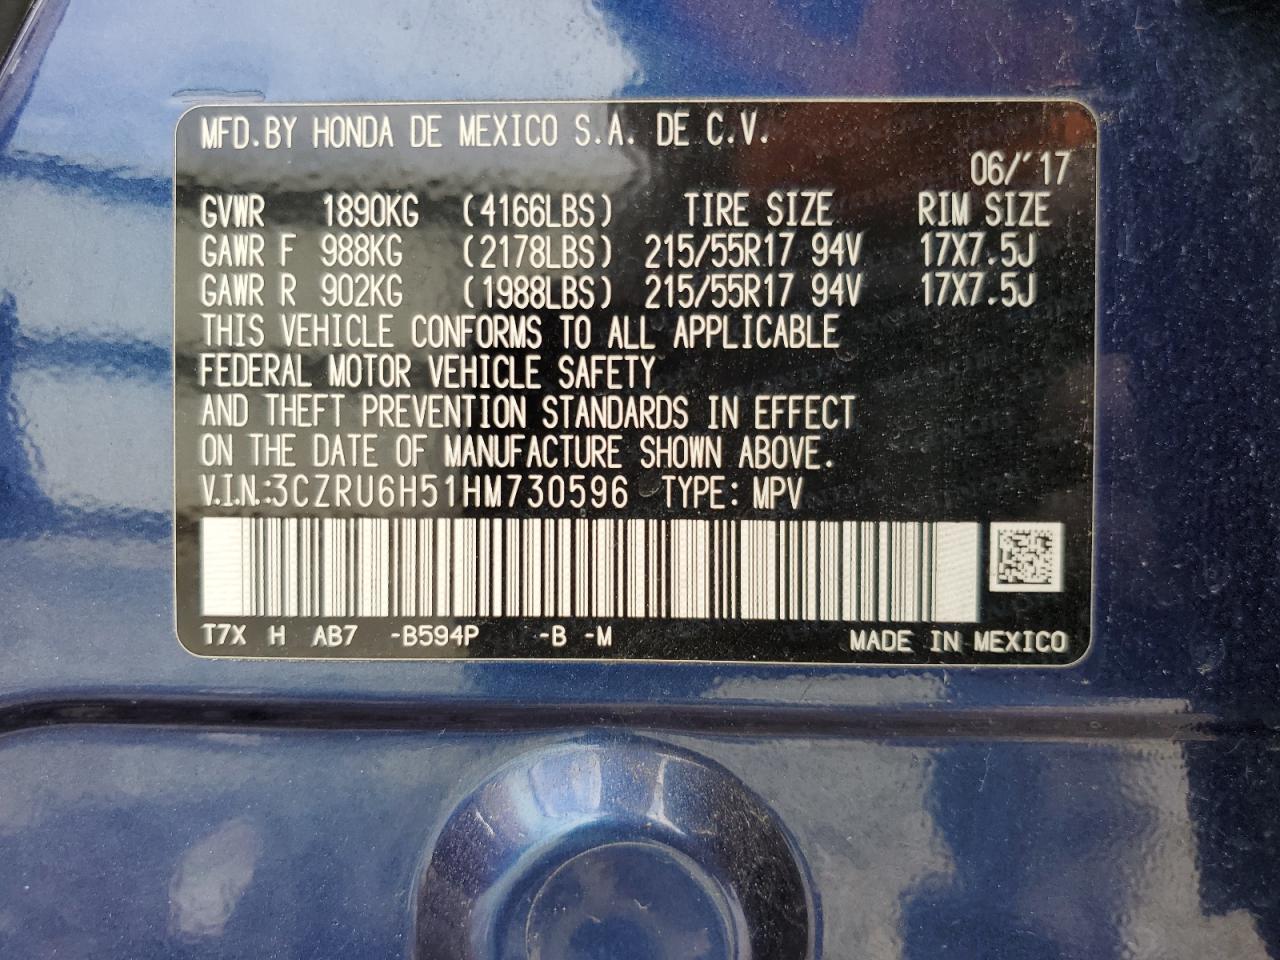 MFD.BY HONDA DE MEXICO S.A. DE C.V.
06/'17
GVWR 1890KG (4166LBS) TIRE SIZE RIM SIZE
GAWR F 988KG (2178LBS) 215/55R17 94V 17X7.5J
GAWR R 902KG (1988LBS) 215/55R17 94V 17X7.5J
THIS VEHICLE CONFORMS TO ALL APPLICABLE
FEDERAL MOTOR VEHICLE SAFETY
AND THEFT PREVENTION STANDARDS IN EFFECT
ON THE DATE OF MANUFACTURE SHOWN ABOVE.
V.I.N.:3CZRU6H51HM730596 TYPE: MPV
T7X H AB7 -B594P -B -M MADE IN MEXICO